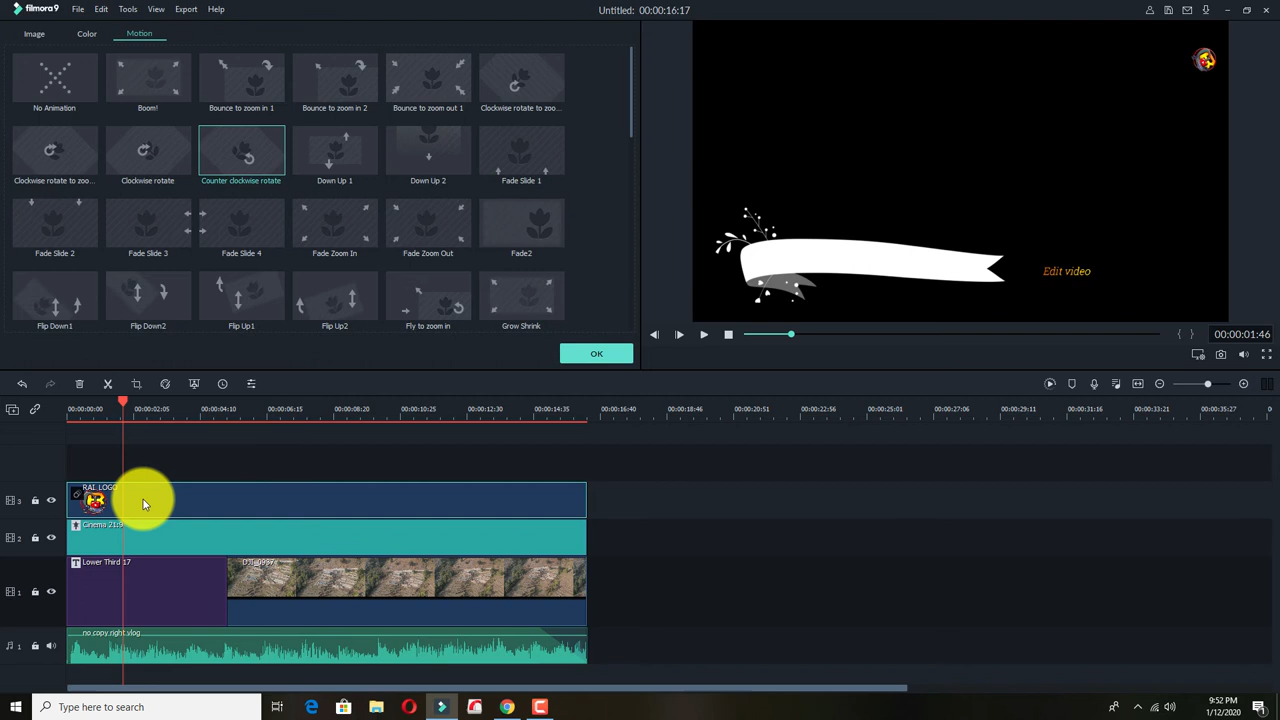 filmora9 File Edit Tools View Export Help Untitled: 00:00:16:17
Image Color Motion
No Animation Boom! Bounce to zoom in 1 Bounce to zoom in 2 Bounce to zoom out 1 Clockwise rotate to zoo...
Clockwise rotate to zoo... Clockwise rotate Counter clockwise rotate Down Up 1 Down Up 2 Fade Slide 1
Fade Slide 2 Fade Slide 3 Fade Slide 4 Fade Zoom In Fade Zoom Out Fade2
Flip Down1 Flip Down2 Flip Up1 Flip Up2 Fly to zoom in Grow Shrink
Edit video
OK
00:00:01:46
00:00:00:00 00:00:02:05 00:00:04:10 00:00:06:15 00:00:08:20 00:00:10:25 00:00:12:30 00:00:14:35 00:00:16:40 00:00:18:46 00:00:20:51 00:00:22:56 00:00:25:01 00:00:27:06 00:00:29:11 00:00:31:16 00:00:33:21 00:00:35:27
RAI LOGO
3
Cinema 21:9
2
Lower Third 17 DJI_0937
1
no copy right vlog
1
Type here to search
9:52 PM
1/12/2020